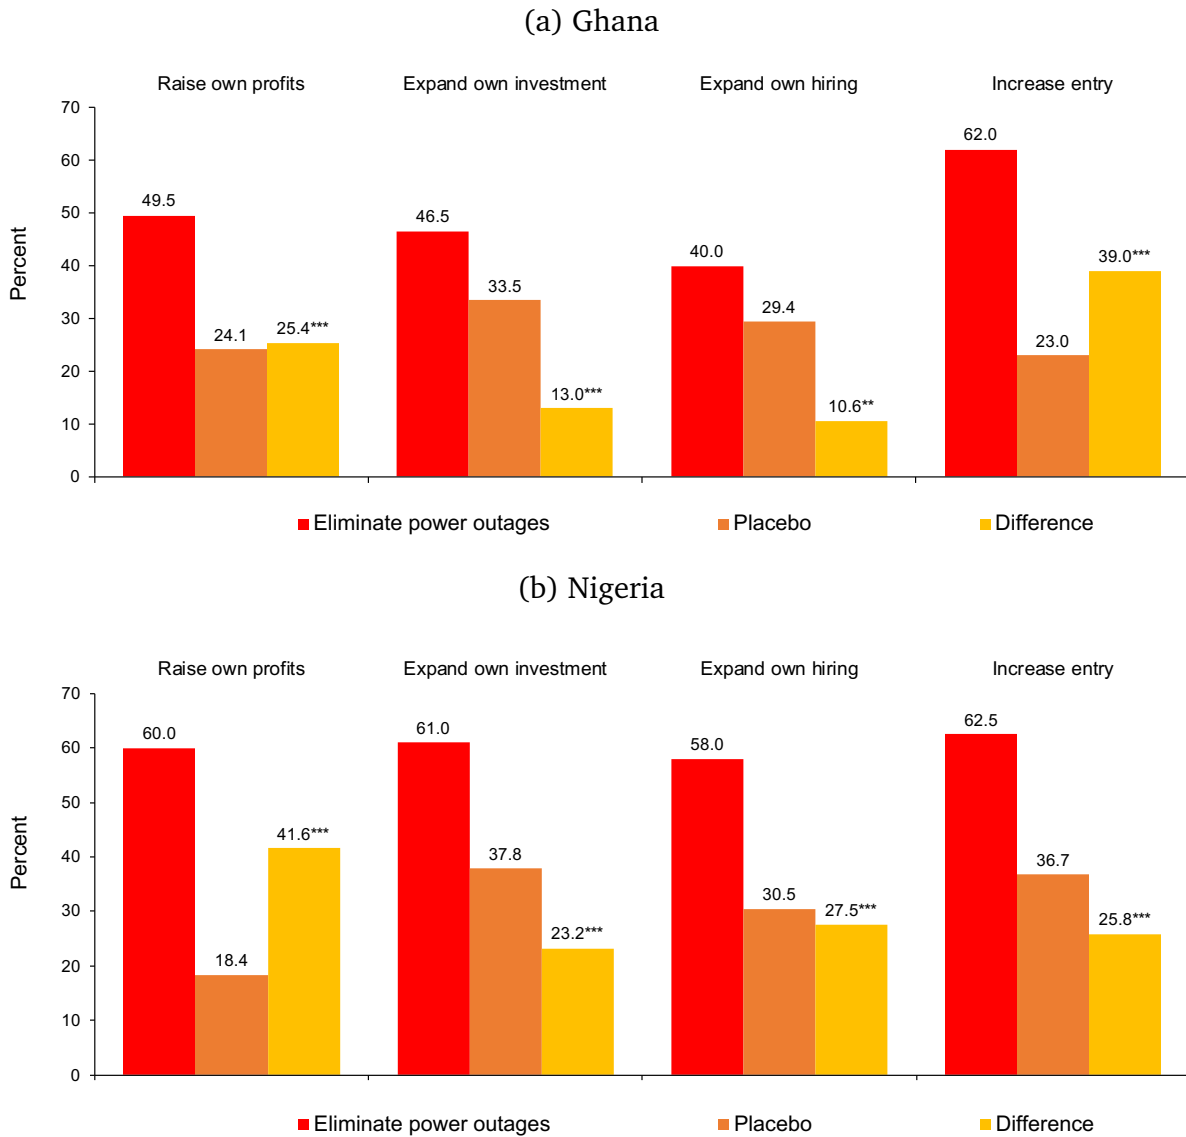 (a) Ghana
Raise own profits Expand own investment Expand own hiring Increase entry
Percent
70
60
50
40
30
20
10
0
49.5 24.1 25.4***
46.5 33.5 13.0***
40.0 29.4 10.6**
62.0 23.0 39.0***
Eliminate power outages Placebo Difference
(b) Nigeria
Raise own profits Expand own investment Expand own hiring Increase entry
Percent
70
60
50
40
30
20
10
0
60.0 18.4 41.6***
61.0 37.8 23.2***
58.0 30.5 27.5***
62.5 36.7 25.8***
Eliminate power outages Placebo Difference